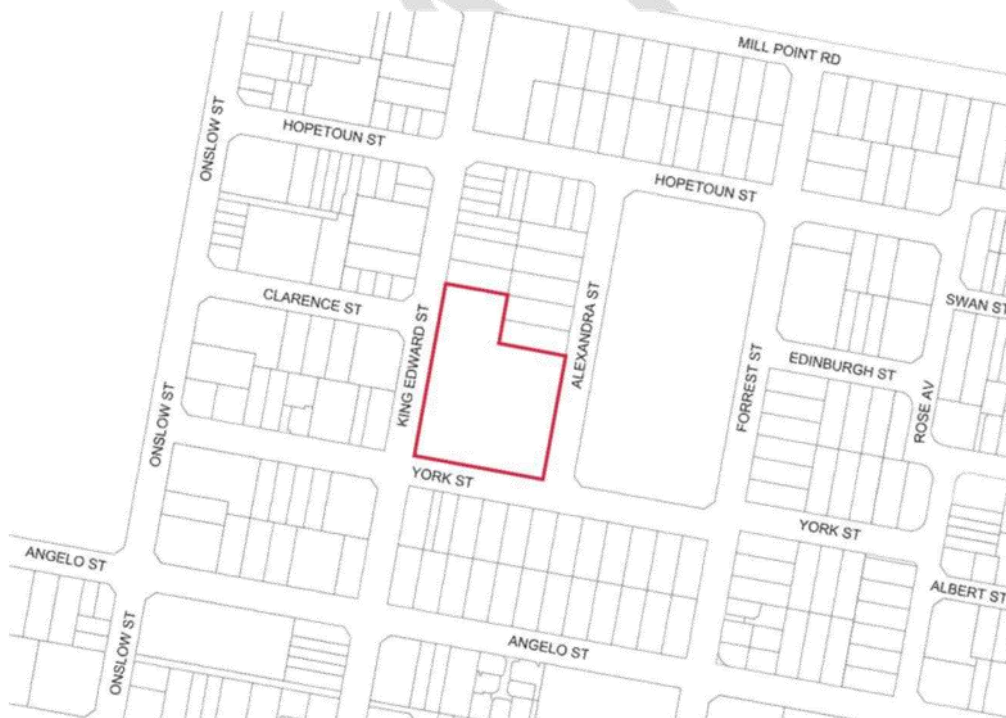 MILL POINT RD
ONSLOW ST
HOPETOUN ST
HOPETOUN ST
CLARENCE ST
KING EDWARD ST
ALEXANDRA ST
SWAN ST
EDINBURGH ST
FORREST ST
ROSE AV
ONSLOW ST
YORK ST
YORK ST
ANGELO ST
ALBERT ST
ONSLOW ST
ANGELO ST